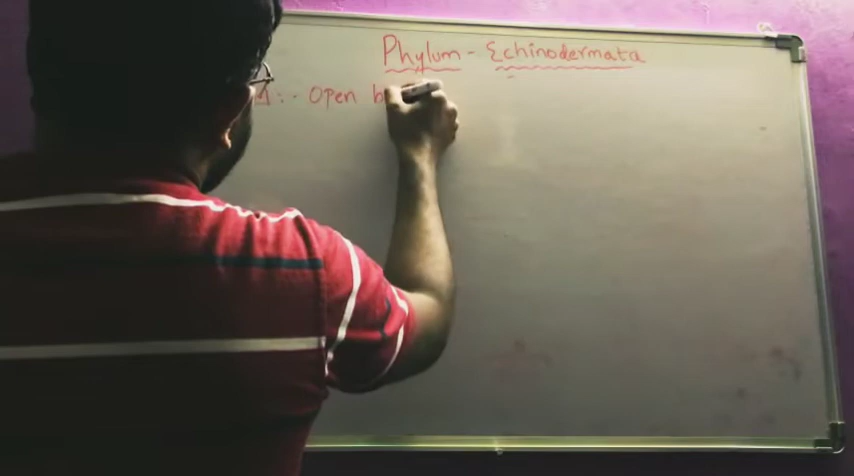 Phylum - Echinodermata
:- Open b